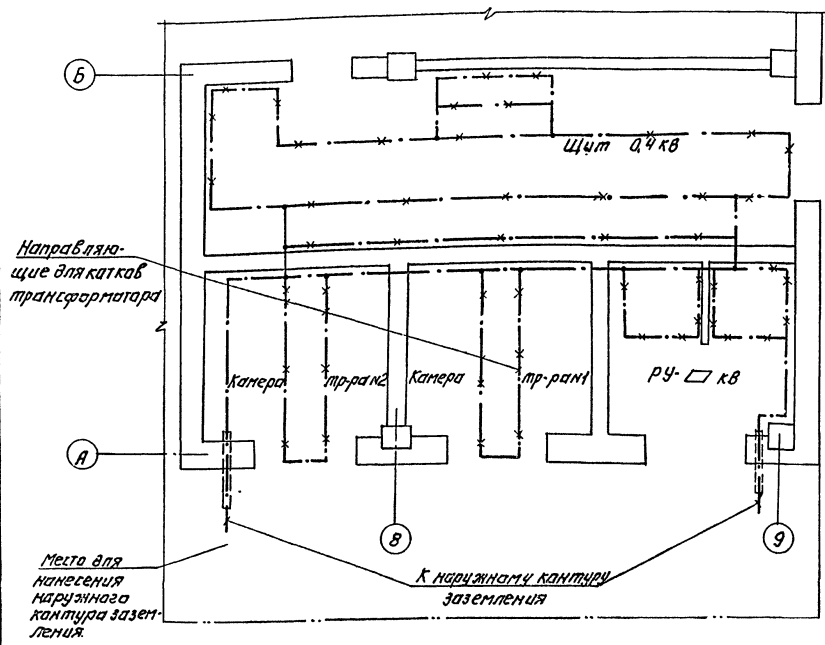 Б
Щит 0,4 кв
Направляю-
щие для катков
трансформатора
Камера тр-ра №2
Камера тр-ра №1
РУ- кв
А
8
9
Место для
нанесения
наружного
контура зазем-
ления.
К наружному контуру
заземления